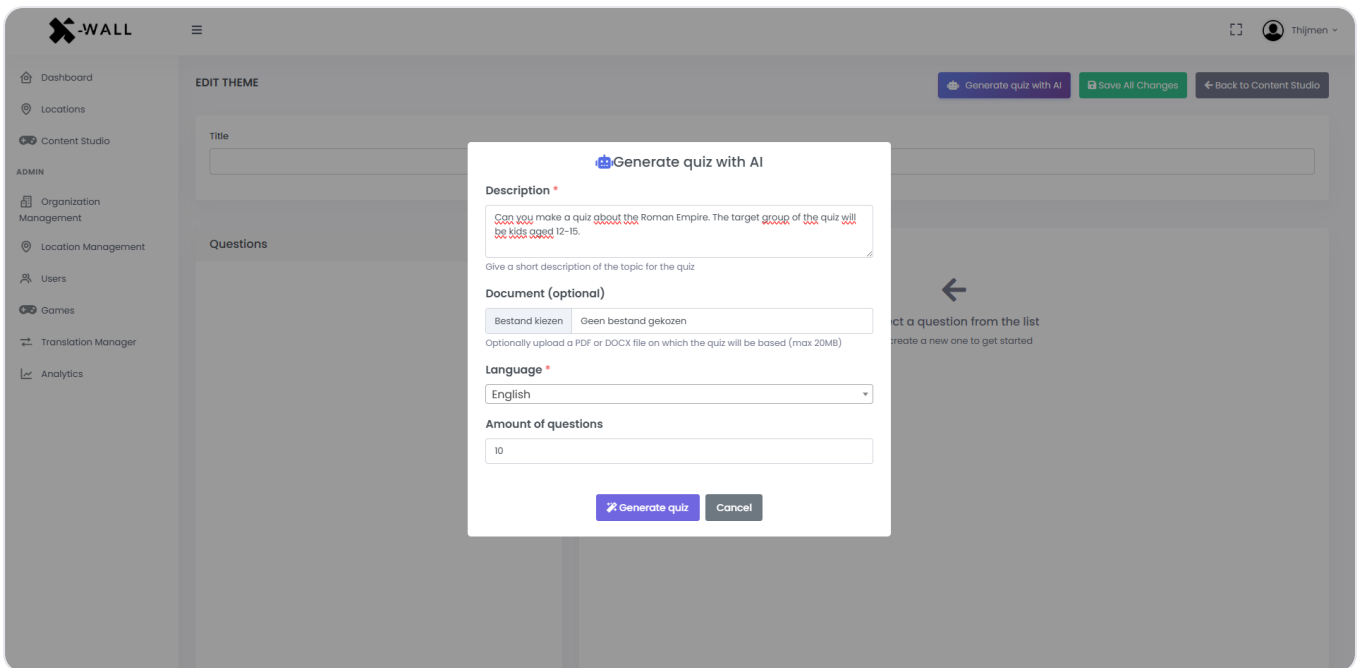 X-WALL
Thijmen
Dashboard
Locations
Content Studio
ADMIN
Organization
Management
Location Management
Users
Games
Translation Manager
Analytics
EDIT THEME
Generate quiz with AI
Save All Changes
Back to Content Studio
Title
Questions
ct a question from the list
create a new one to get started
Generate quiz with AI
Description *
Can you make a quiz about the Roman Empire. The target group of the quiz will
be kids aged 12-15.
Give a short description of the topic for the quiz
Document (optional)
Bestand kiezen Geen bestand gekozen
Optionally upload a PDF or DOCX file on which the quiz will be based (max 20MB)
Language *
English
Amount of questions
10
Generate quiz
Cancel